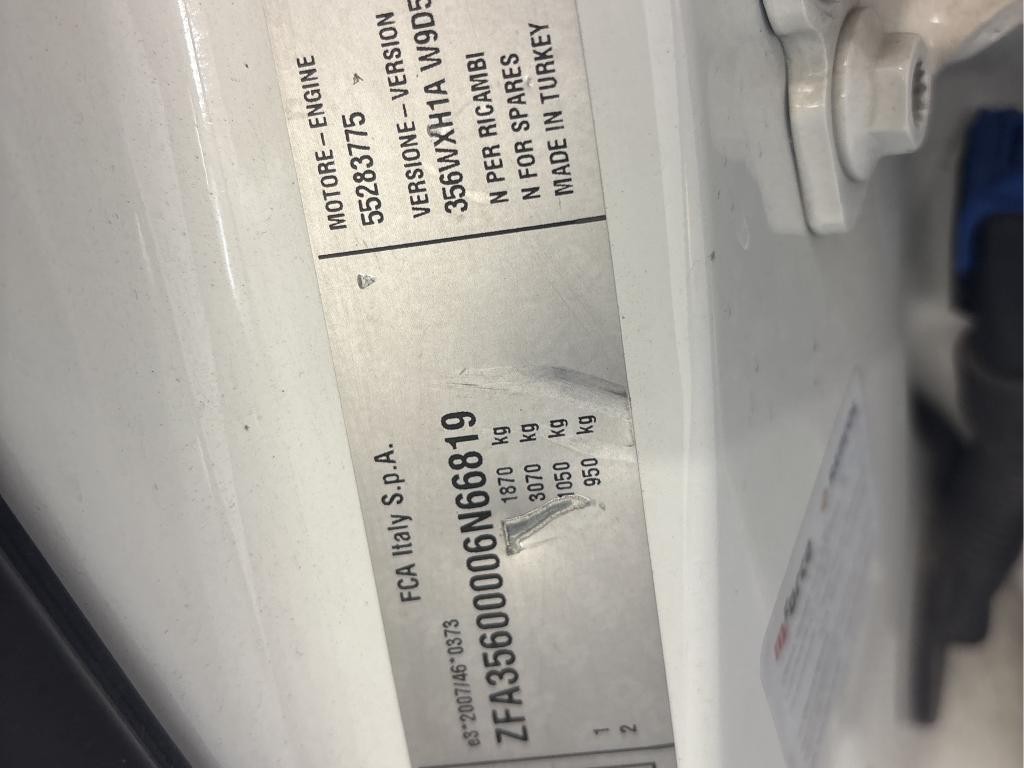 FCA Italy S.p.A.
e3*2007/46*0373
ZFA35600006N66819
1870 kg
3070 kg
1 1050 kg
2 950 kg
MOTORE-ENGINE
55283775
VERSIONE-VERSION
356WXH1A W9D5
N PER RICAMBI
N FOR SPARES
MADE IN TURKEY